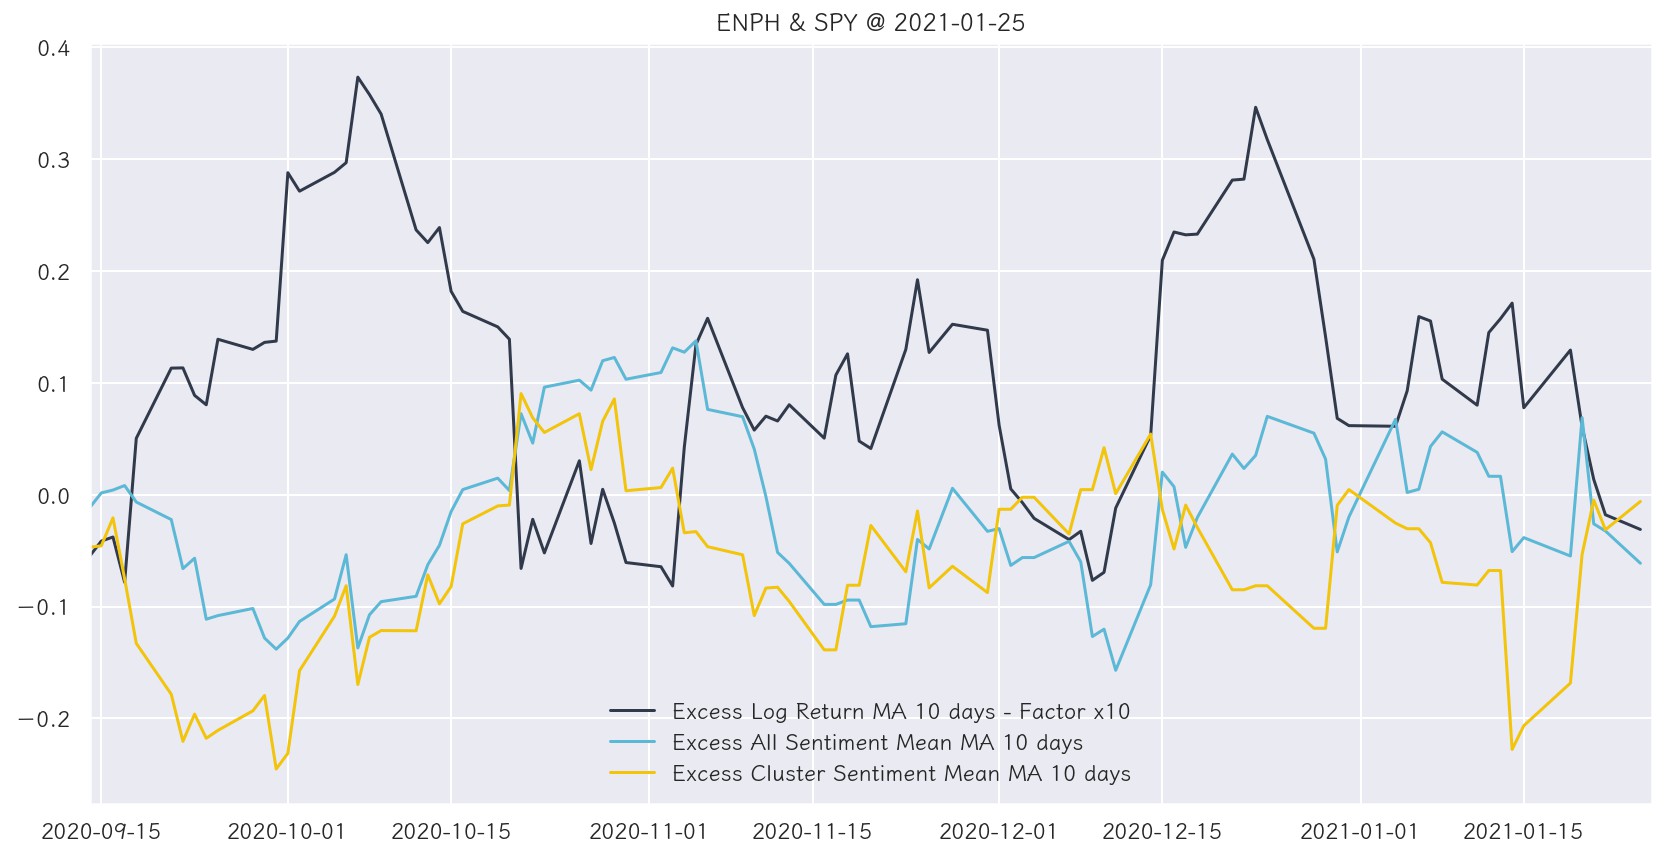 ENPH & SPY @ 2021-01-25
0.4
0.3
0.2
0.1
0.0
−0.1
−0.2
Excess Log Return MA 10 days - Factor x10
Excess All Sentiment Mean MA 10 days
Excess Cluster Sentiment Mean MA 10 days
2020-09-15 2020-10-01 2020-10-15 2020-11-01 2020-11-15 2020-12-01 2020-12-15 2021-01-01 2021-01-15